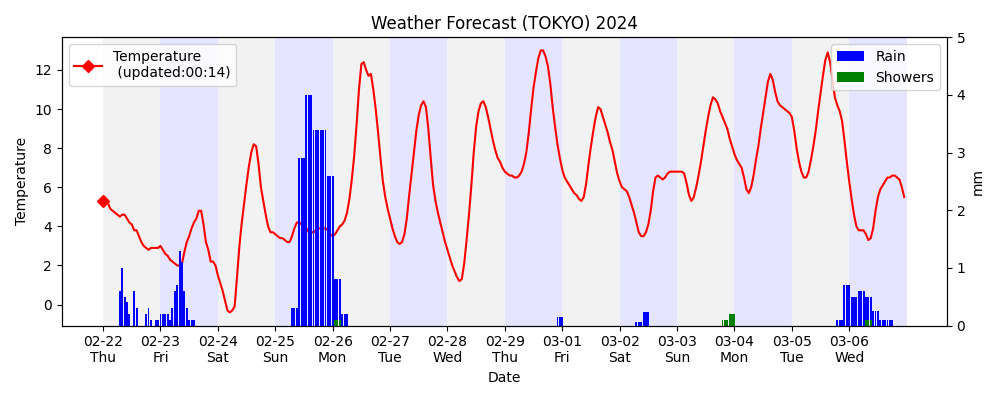 Weather Forecast (TOKYO) 2024
Temperature
(updated:00:14)
Rain
Showers
Temperature
12
10
8
6
4
2
0
5
4
3
2
1
0
mm
02-22 02-23 02-24 02-25 02-26 02-27 02-28 02-29 03-01 03-02 03-03 03-04 03-05 03-06
Thu Fri Sat Sun Mon Tue Wed Thu Fri Sat Sun Mon Tue Wed
Date